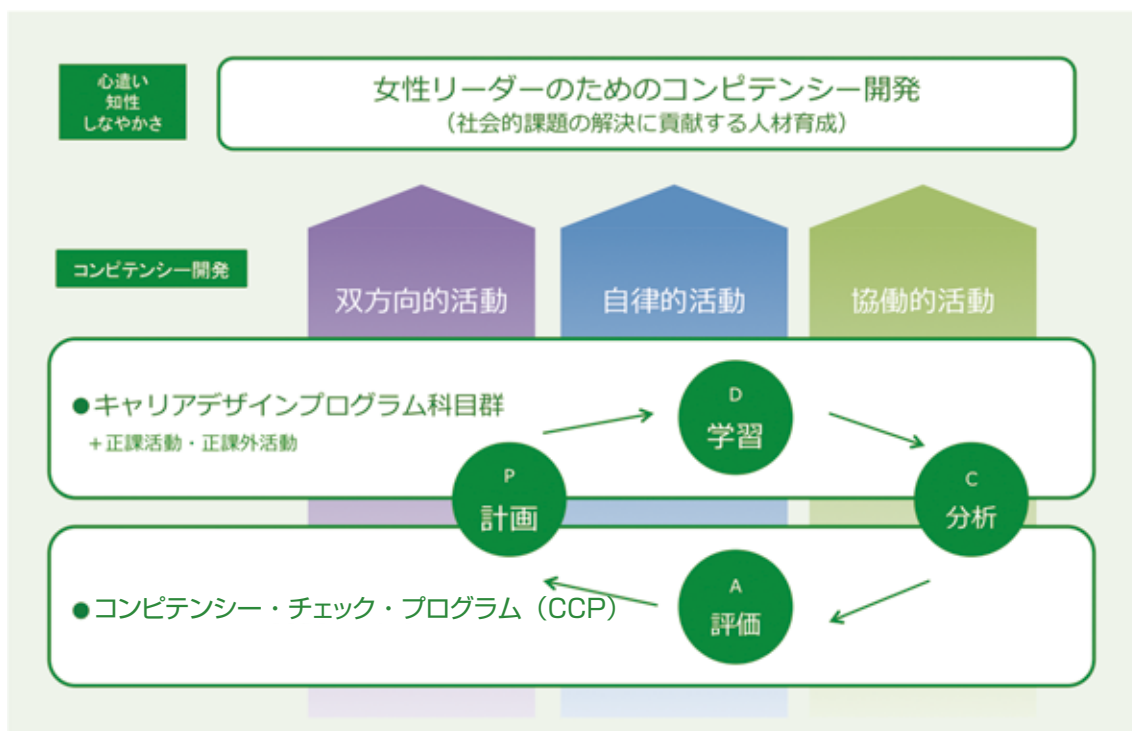 心遣い
知性
しなやかさ
女性リーダーのためのコンピテンシー開発
（社会的課題の解決に貢献する人材育成）
コンピテンシー開発
双方向的活動
自律的活動
協働的活動
●キャリアデザインプログラム科目群
＋正課活動・正課外活動
D
学習
P
計画
C
分析
●コンピテンシー・チェック・プログラム（CCP）
A
評価